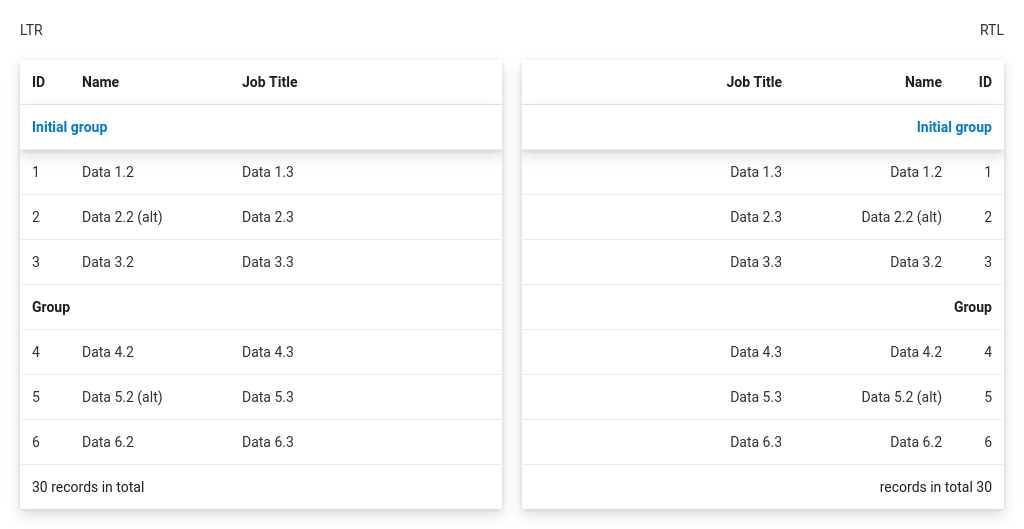 LTR
ID Name Job Title
Initial group
1 Data 1.2 Data 1.3
2 Data 2.2 (alt) Data 2.3
3 Data 3.2 Data 3.3
Group
4 Data 4.2 Data 4.3
5 Data 5.2 (alt) Data 5.3
6 Data 6.2 Data 6.3
30 records in total
RTL
Job Title Name ID
Initial group
Data 1.3 Data 1.2 1
Data 2.3 Data 2.2 (alt) 2
Data 3.3 Data 3.2 3
Group
Data 4.3 Data 4.2 4
Data 5.3 Data 5.2 (alt) 5
Data 6.3 Data 6.2 6
records in total 30